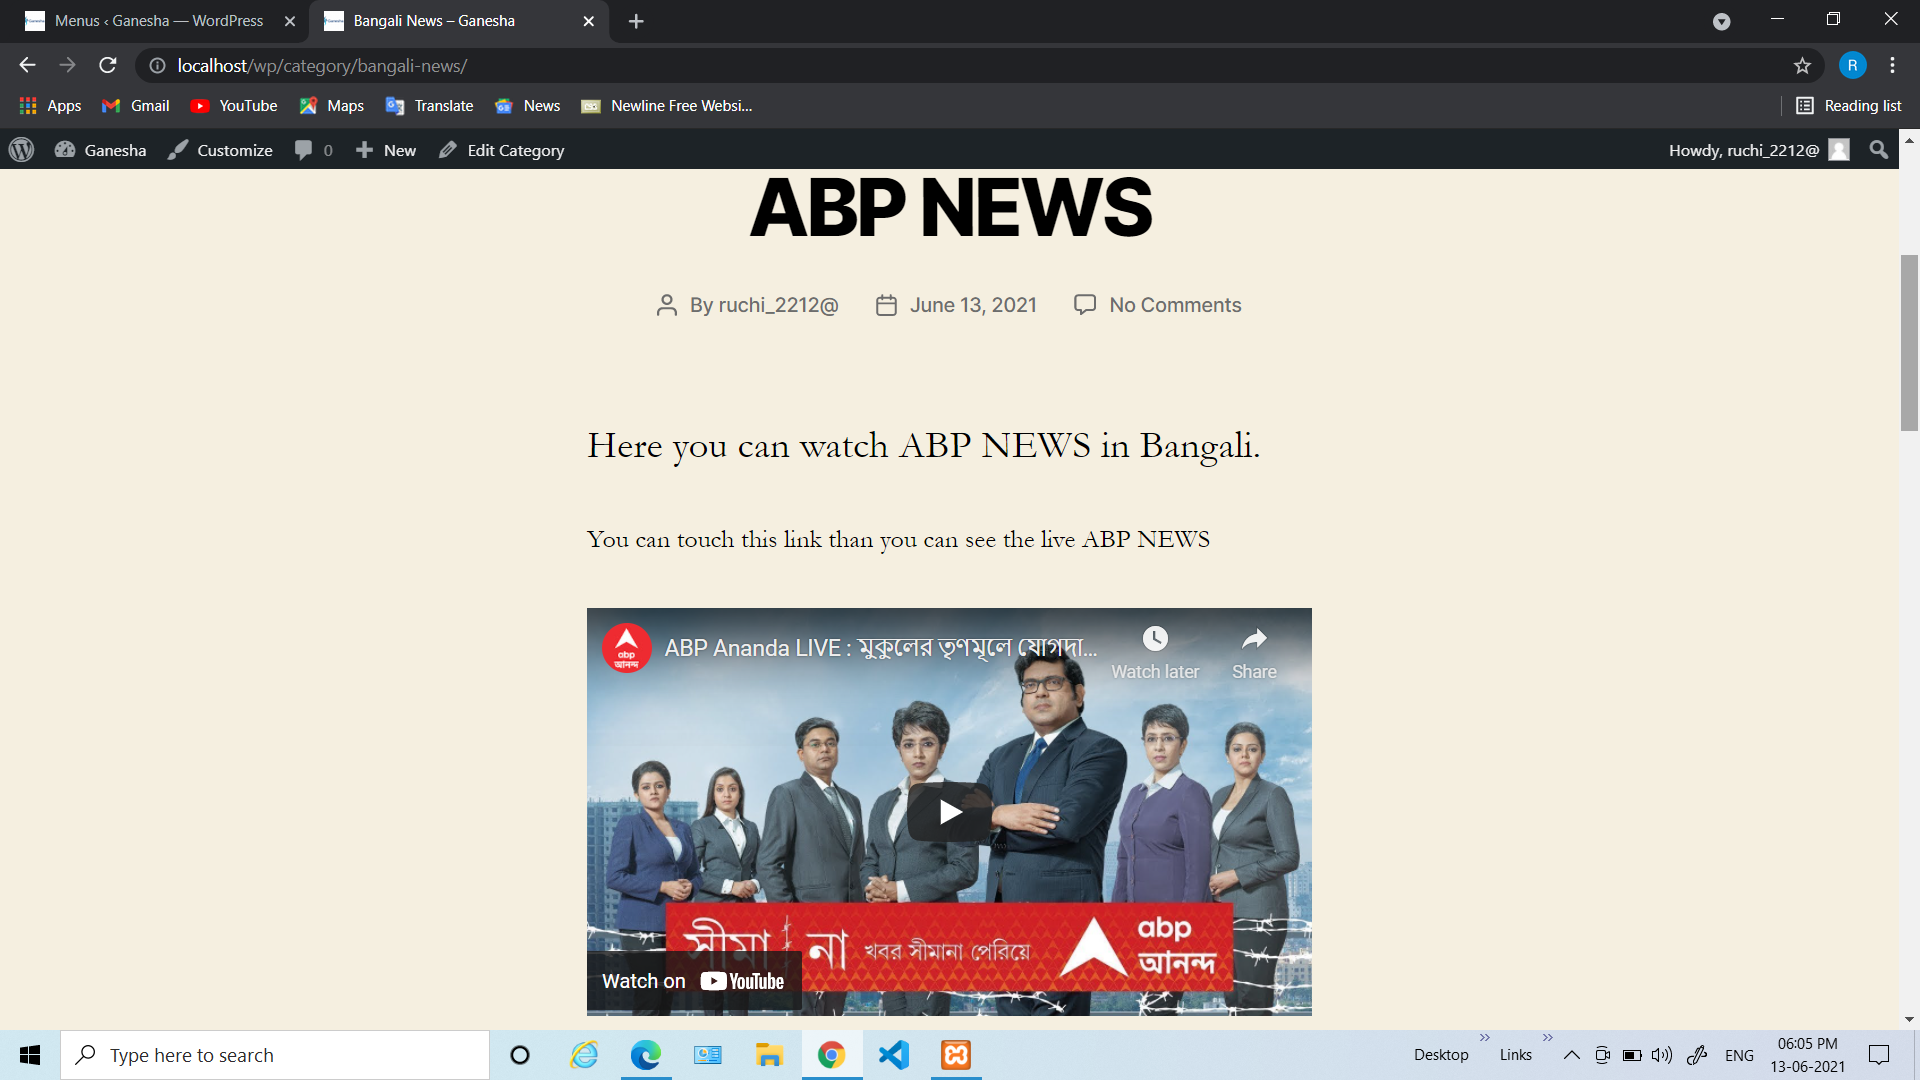 Menus ‹ Ganesha — WordPress
Bangali News – Ganesha
localhost/wp/category/bangali-news/
R
Apps
Gmail
YouTube
Maps
Translate
News
Newline Free Websi...
Reading list
Ganesha
Customize
0
New
Edit Category
Howdy, ruchi_2212@
ABP NEWS
By ruchi_2212@
June 13, 2021
No Comments
Here you can watch ABP NEWS in Bangali.
You can touch this link than you can see the live ABP NEWS
abp
আনন্দ
ABP Ananda LIVE : মুকুলের তৃণমূলে যোগদা...
Watch later
Share
সীমানা
খবর সীমানা পেরিয়ে
abp
আনন্দ
Watch on YouTube
Type here to search
Desktop
Links
ENG
06:05 PM
13-06-2021